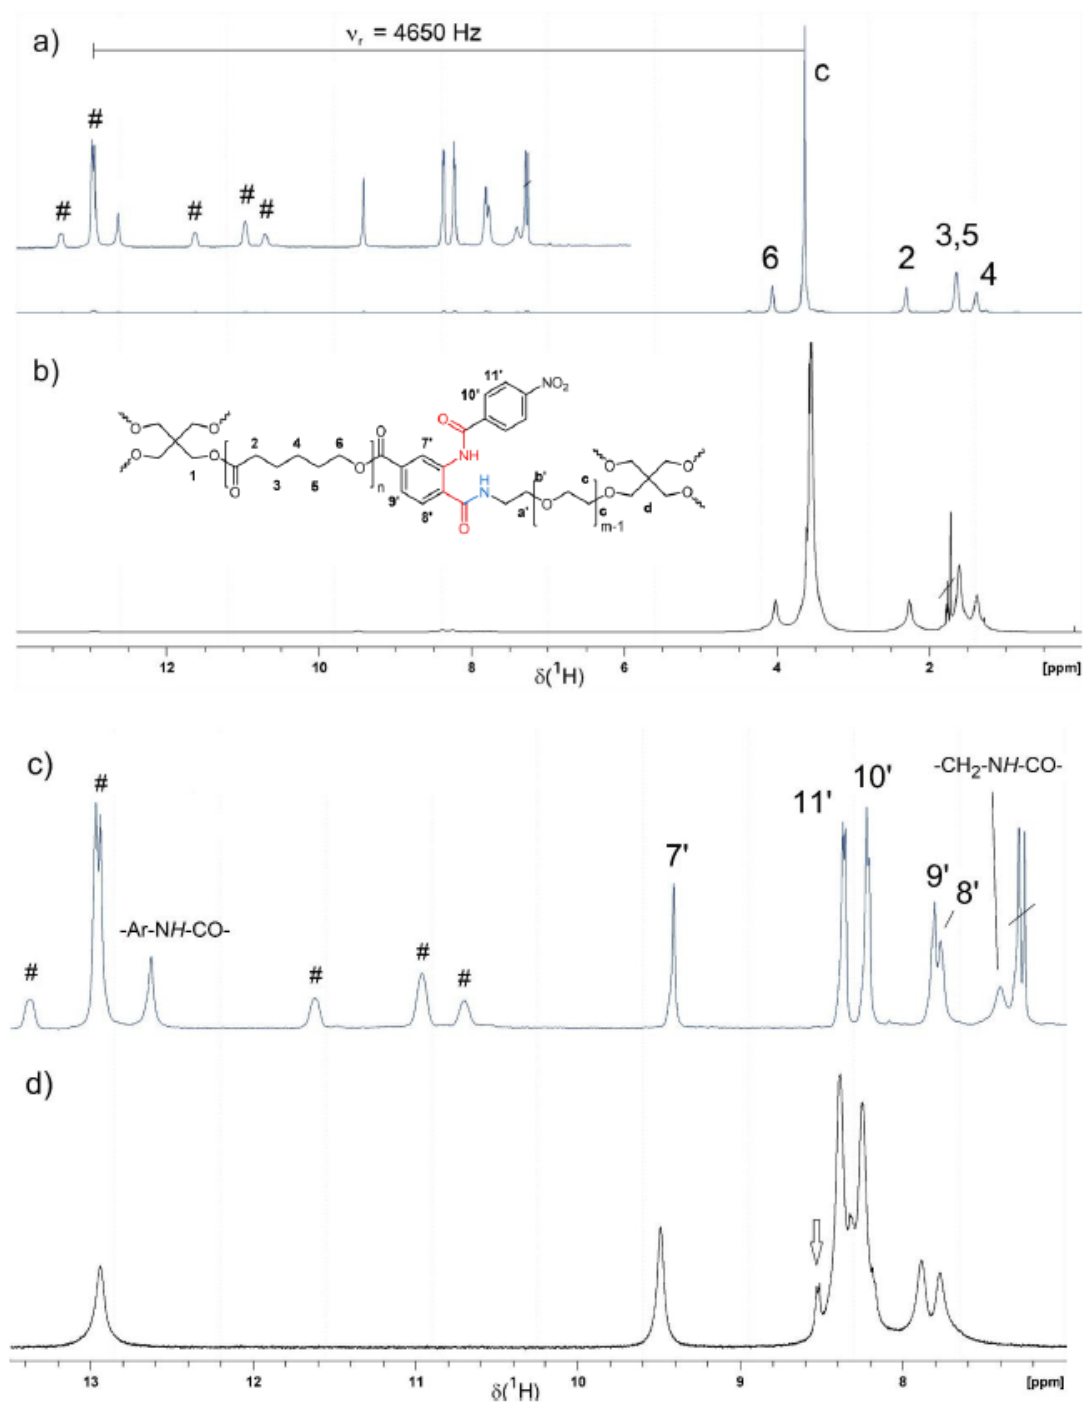 a)
νr = 4650 Hz
c
#
#
#
#
#
6
2
3,5
4
b)
11'
10'
NO2
O
O
O
2
4
6
O
7'
NH
O
O
1
O
O
n
3
5
O
9'
8'
NH
O
a'
b'
O
c
O
c
m-1
d
O
O
O
O
12
10
8
6
4
2
[ppm]
δ(1H)
c)
#
-CH2-NH-CO-
10'
11'
7'
9'
8'
-Ar-NH-CO-
#
#
#
#
d)
13
12
11
10
9
8
[ppm]
δ(1H)